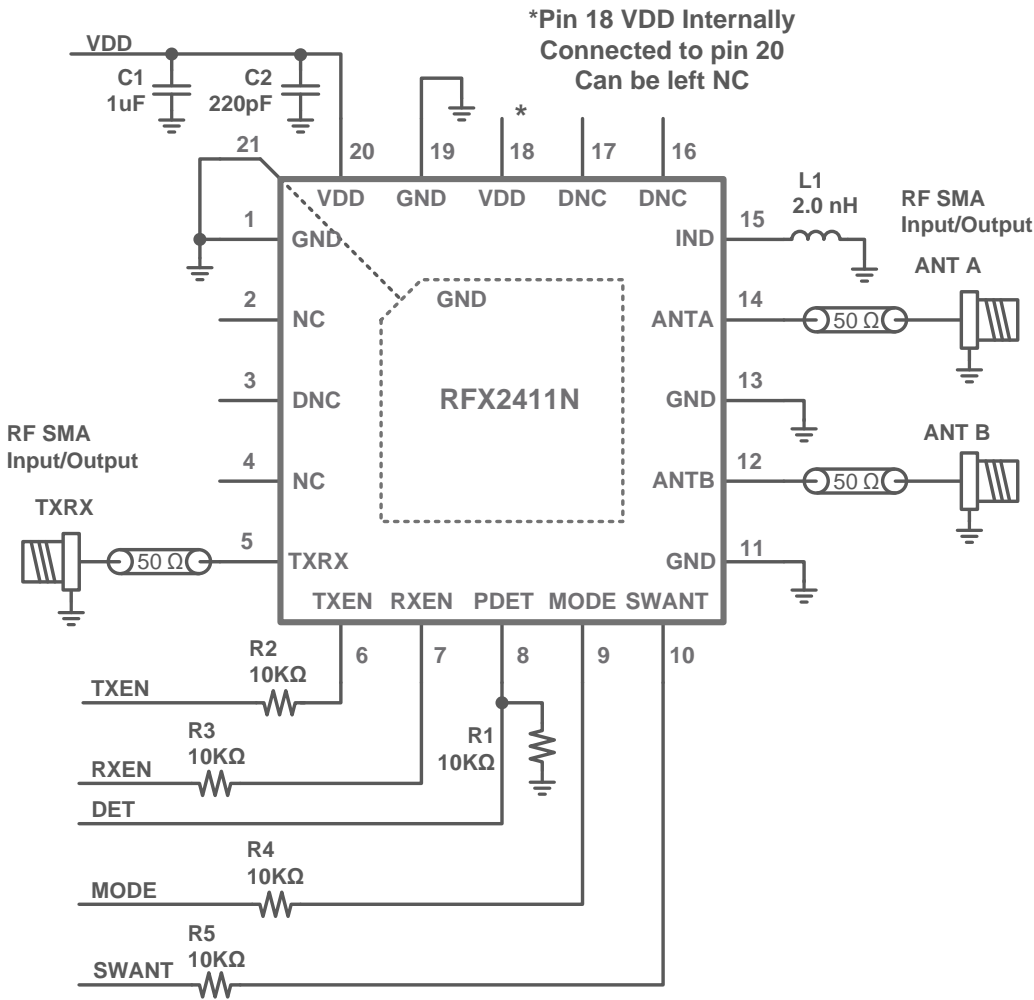 *Pin 18 VDD Internally
Connected to pin 20
Can be left NC
VDD
C1
1uF
C2
220pF
*
21
20
19
18
17
16
VDD
GND
VDD
DNC
DNC
L1
2.0 nH
RF SMA
Input/Output
ANT A
1
GND
15
IND
2
NC
GND
14
ANTA
50 Ω
3
DNC
RFX2411N
13
GND
RF SMA
Input/Output
TXRX
4
NC
12
ANTB
50 Ω
ANT B
5
TXRX
50 Ω
11
GND
TXEN
RXEN
PDET
MODE
SWANT
6
7
8
9
10
R2
10KΩ
TXEN
R3
10KΩ
RXEN
R1
10KΩ
DET
R4
10KΩ
MODE
R5
10KΩ
SWANT